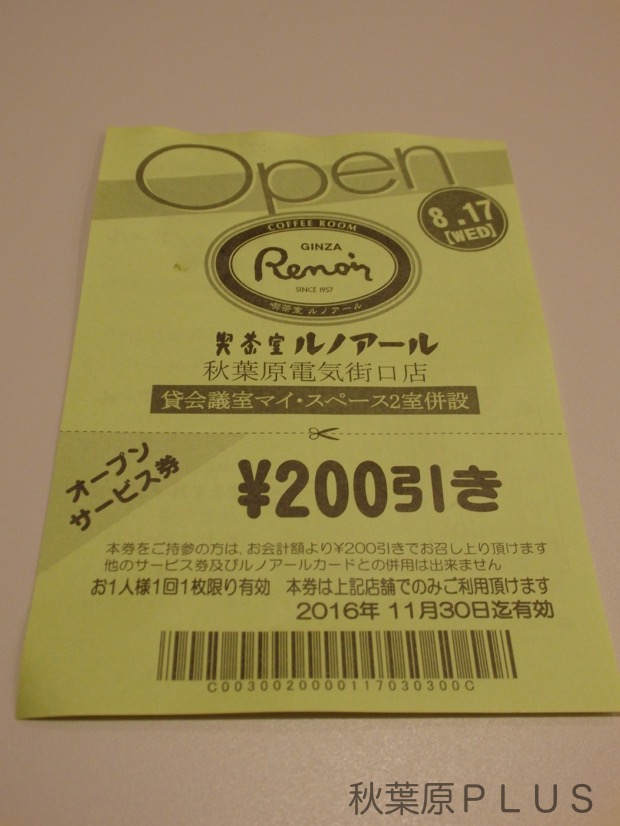 Open
8.17
[WED]
COFFEE ROOM
GINZA
Renoir
SINCE 1957
喫茶室 ルノアール
喫茶室 ルノアール
秋葉原電気街口店
貸会議室マイ・スペース2室併設
オープン
サービス券
¥200引き
本券をご持参の方は、お会計額より¥200引きでお召し上り頂けます
他のサービス券及びルノアールカードとの併用は出来ません
お1人様1回1枚限り有効 本券は上記店舗でのみご利用頂けます
2016年 11月30日迄有効
C0030020000117030300C
秋葉原PLUS